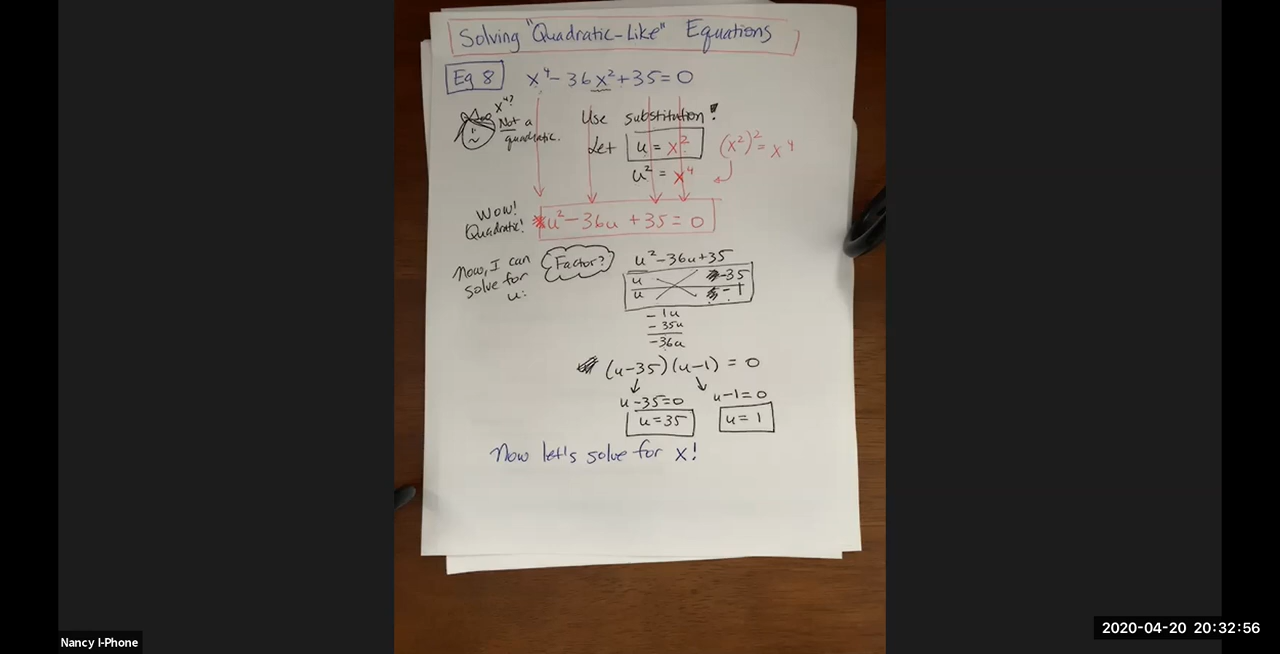 Solving "Quadratic-Like" Equations
Eg 8 x⁴ - 36x² + 35 = 0
x⁴?
Not a
quadratic.
Use substitution!
Let u = x² (x²)² = x⁴
u² = x⁴
Wow!
Quadratic!
u² - 36u + 35 = 0
Now, I can
solve for
u:
Factor?
u² - 36u + 35
u -35
u -1
- 1u
- 35u
-36u
(u-35)(u-1) = 0
u-35=0 u-1=0
u=35 u=1
Now let's solve for x!
Nancy I-Phone
2020-04-20 20:32:56